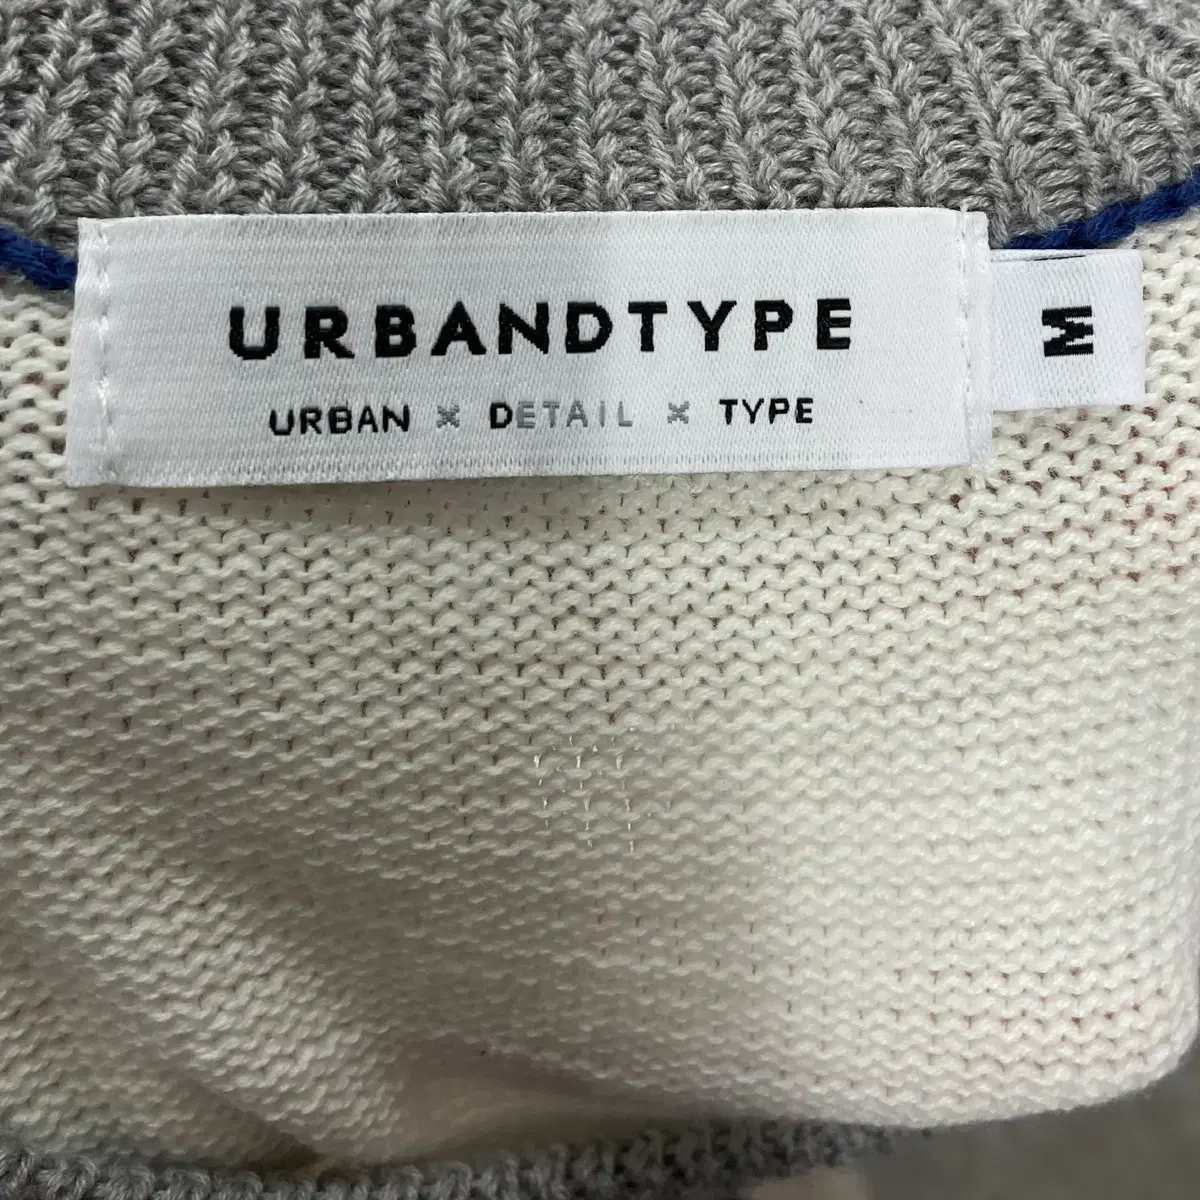 URBANDTYPE
URBAN × DETAIL × TYPE
M